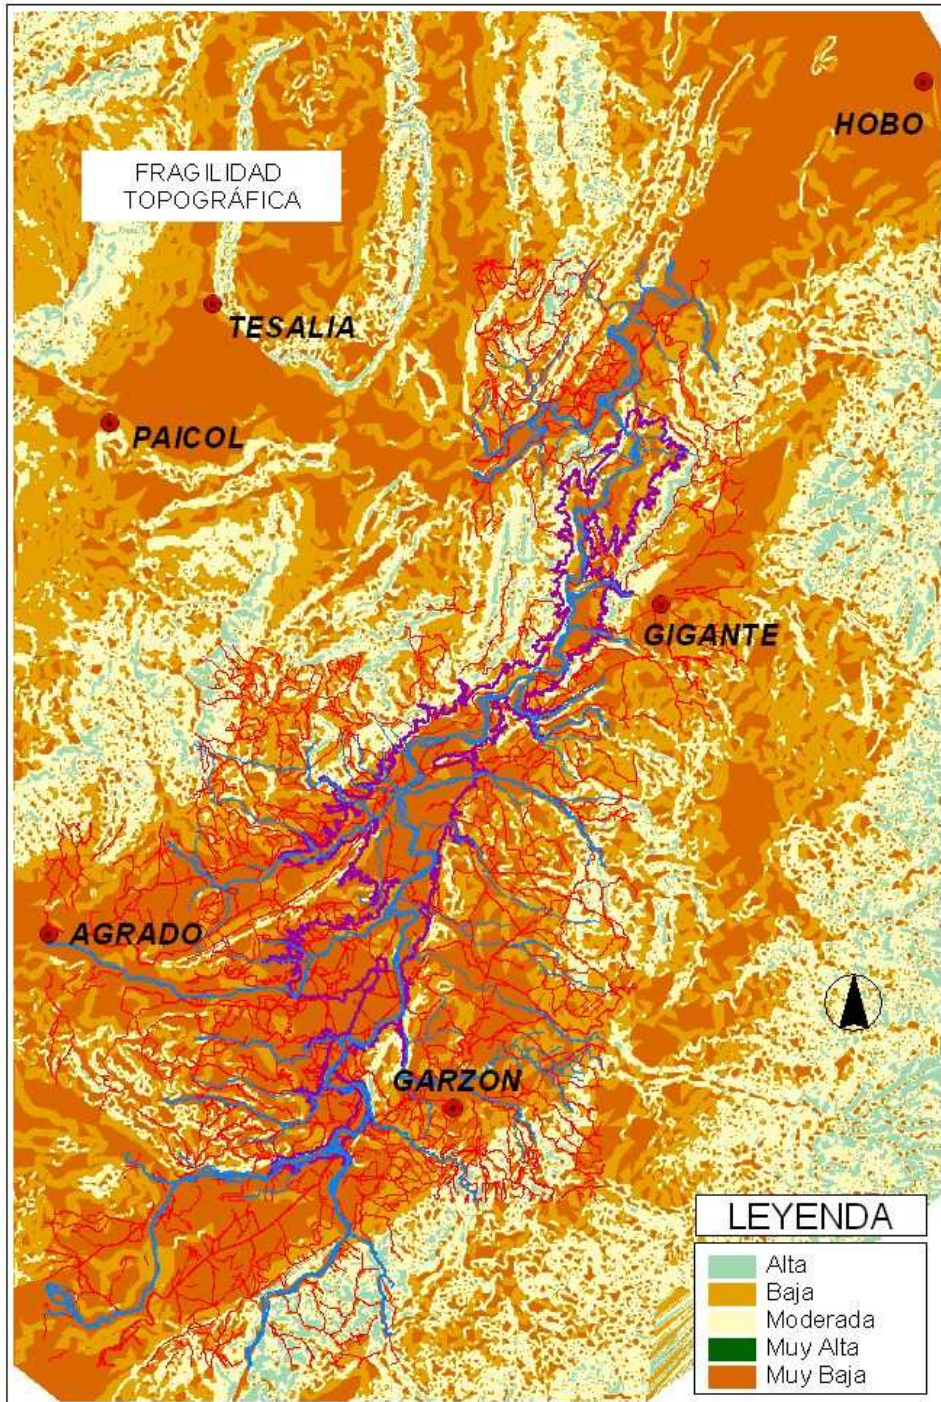 HOBO
FRAGILIDAD
TOPOGRÁFICA
TESALIA
PAICOL
GIGANTE
AGRADO
GARZON
LEYENDA
Alta
Baja
Moderada
Muy Alta
Muy Baja